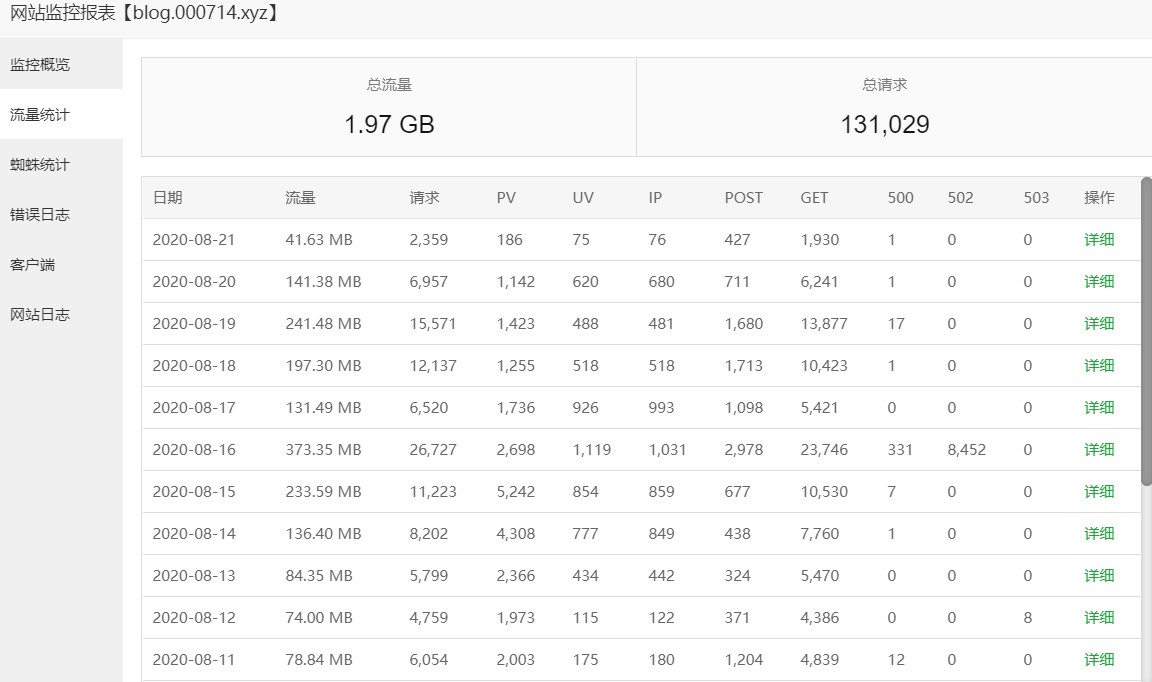 网站监控报表【blog.000714.xyz】
监控概览
流量统计
蜘蛛统计
错误日志
客户端
网站日志
总流量 总请求
1.97 GB 131,029
日期 流量 请求 PV UV IP POST GET 500 502 503 操作
2020-08-21 41.63 MB 2,359 186 75 76 427 1,930 1 0 0 详细
2020-08-20 141.38 MB 6,957 1,142 620 680 711 6,241 1 0 0 详细
2020-08-19 241.48 MB 15,571 1,423 488 481 1,680 13,877 17 0 0 详细
2020-08-18 197.30 MB 12,137 1,255 518 518 1,713 10,423 1 0 0 详细
2020-08-17 131.49 MB 6,520 1,736 926 993 1,098 5,421 0 0 0 详细
2020-08-16 373.35 MB 26,727 2,698 1,119 1,031 2,978 23,746 331 8,452 0 详细
2020-08-15 233.59 MB 11,223 5,242 854 859 677 10,530 7 0 0 详细
2020-08-14 136.40 MB 8,202 4,308 777 849 438 7,760 1 0 0 详细
2020-08-13 84.35 MB 5,799 2,366 434 442 324 5,470 0 0 0 详细
2020-08-12 74.00 MB 4,759 1,973 115 122 371 4,386 0 0 8 详细
2020-08-11 78.84 MB 6,054 2,003 175 180 1,204 4,839 12 0 0 详细